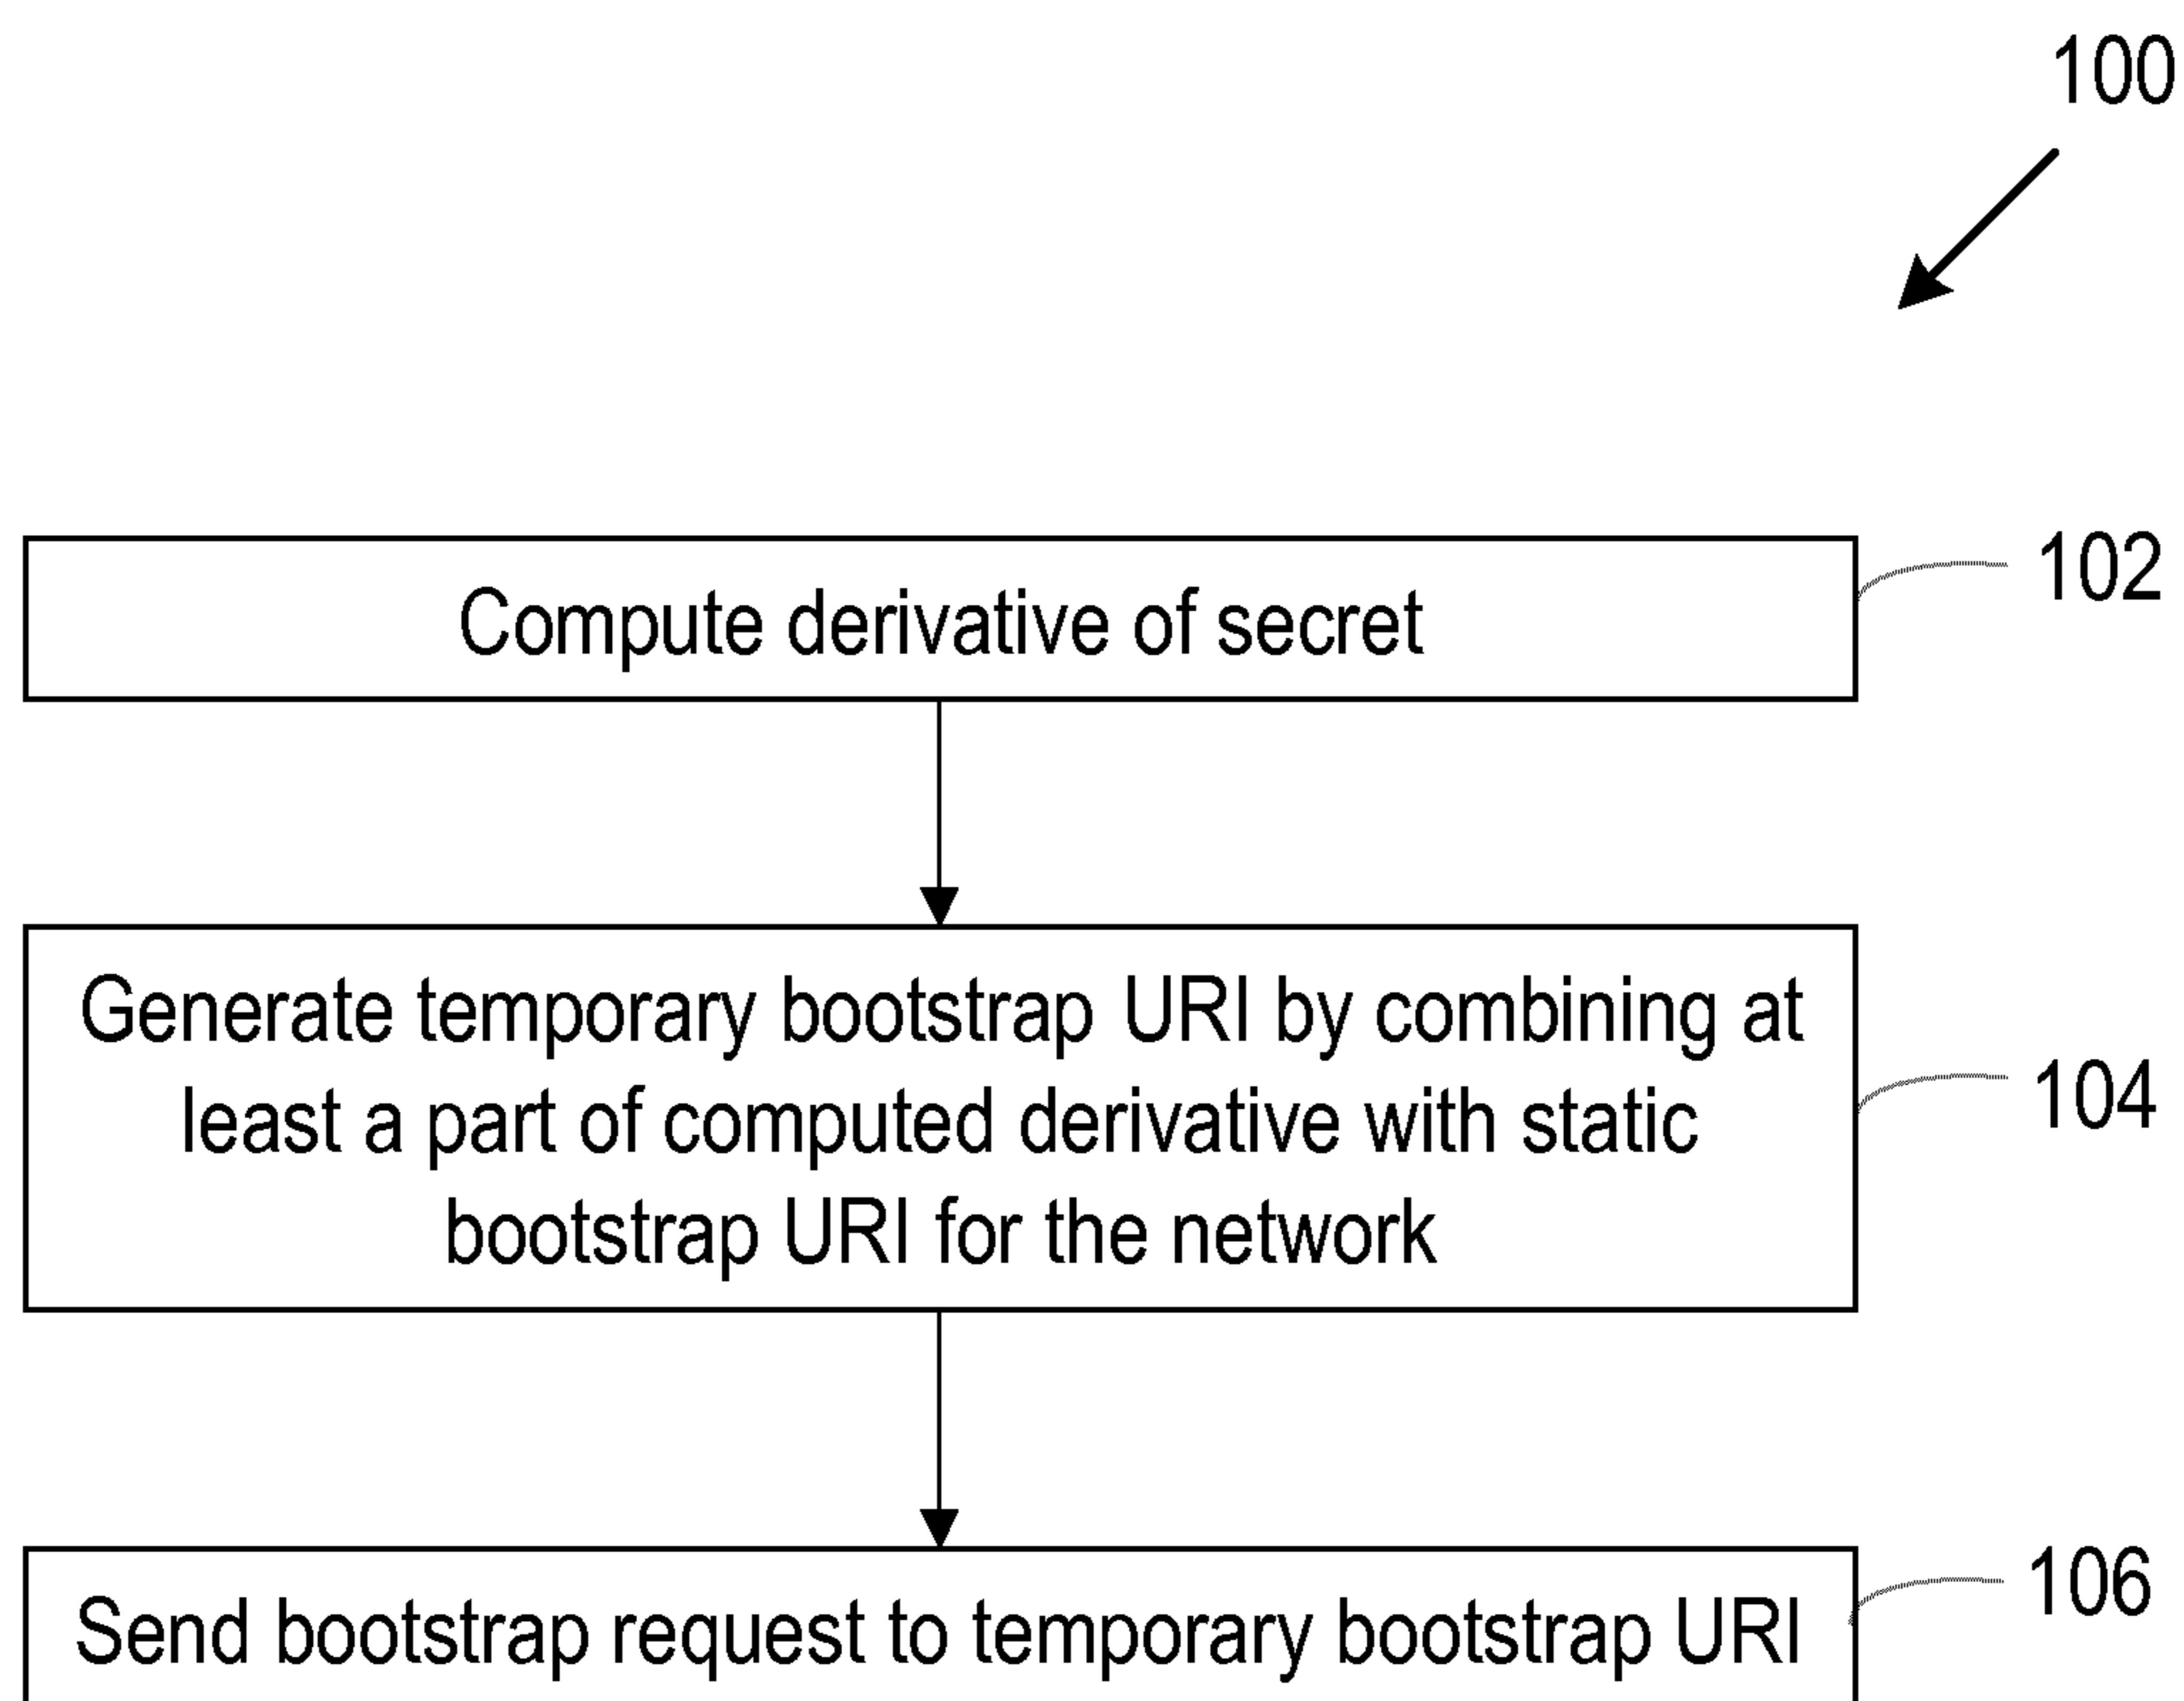 100
Compute derivative of secret
102
Generate temporary bootstrap URI by combining at
least a part of computed derivative with static
bootstrap URI for the network
104
Send bootstrap request to temporary bootstrap URI
106